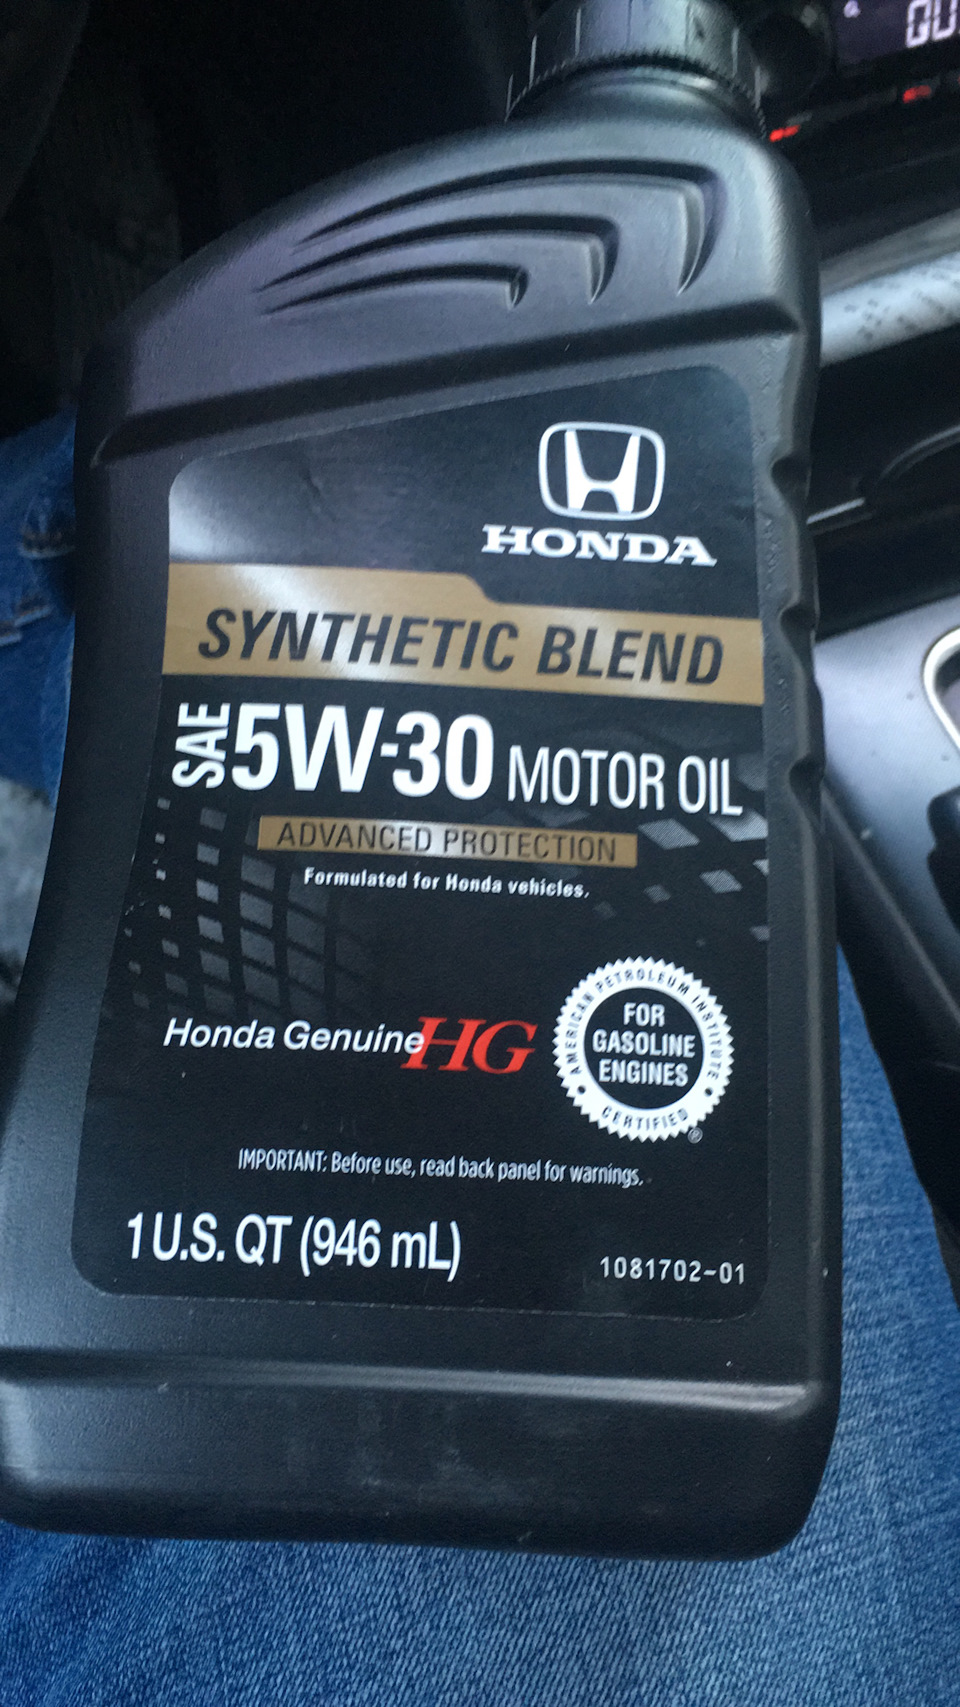 HONDA
SYNTHETIC BLEND
SAE 5W-30 MOTOR OIL
ADVANCED PROTECTION
Formulated for Honda vehicles.
Honda Genuine HG
AMERICAN PETROLEUM INSTITUTE
FOR
GASOLINE
ENGINES
CERTIFIED
®
IMPORTANT: Before use, read back panel for warnings.
1 U.S. QT (946 mL)
1081702-01